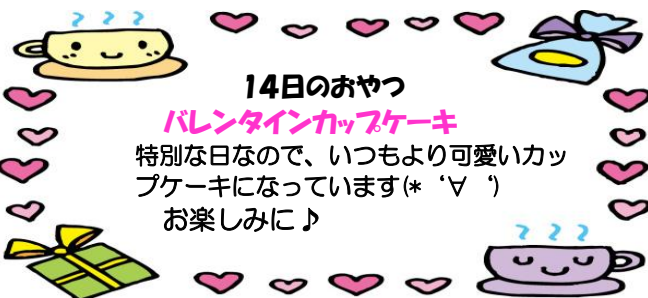 14日のおやつ
バレンタインカップケーキ
特別な日なので、いつもより可愛いカッ
プケーキになっています(*‘∀‘)
お楽しみに♪